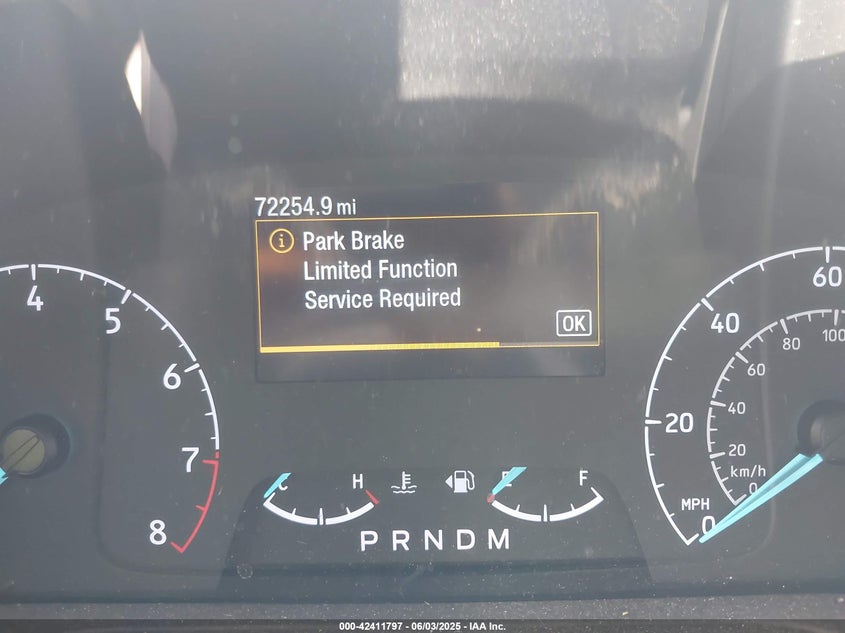 72254.9 mi
Park Brake
Limited Function
Service Required
OK
4
5
6
7
8
C
H
F
PRNDM
60
40
20
0
MPH
100
80
60
40
20
0
km/h
000-42411797 - 06/03/2025 - IAA Inc.